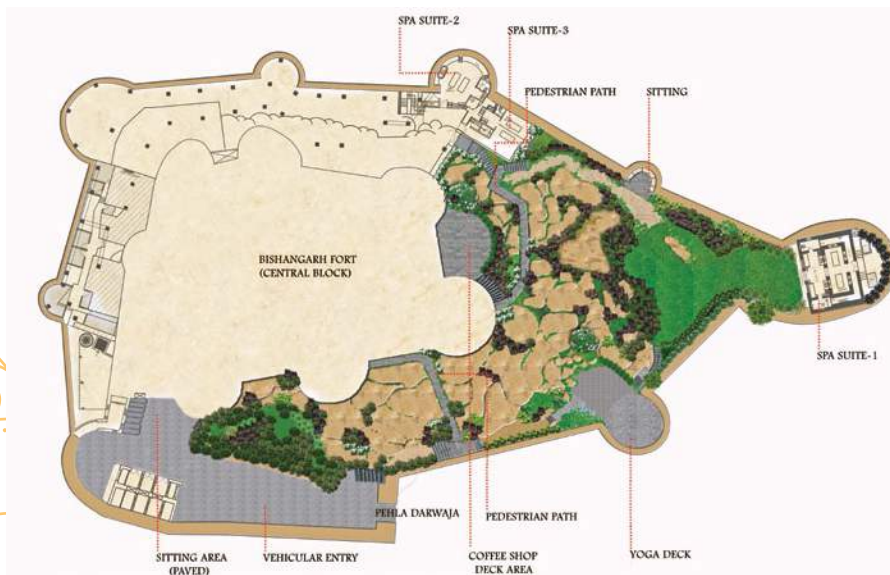 SPA SUITE-2
SPA SUITE-3
PEDESTRIAN PATH
SITTING
BISHANGARH FORT
(CENTRAL BLOCK)
SPA SUITE-1
PEHLA DARWAJA
PEDESTRIAN PATH
SITTING AREA
(PAVED)
VEHICULAR ENTRY
COFFEE SHOP
DECK AREA
YOGA DECK